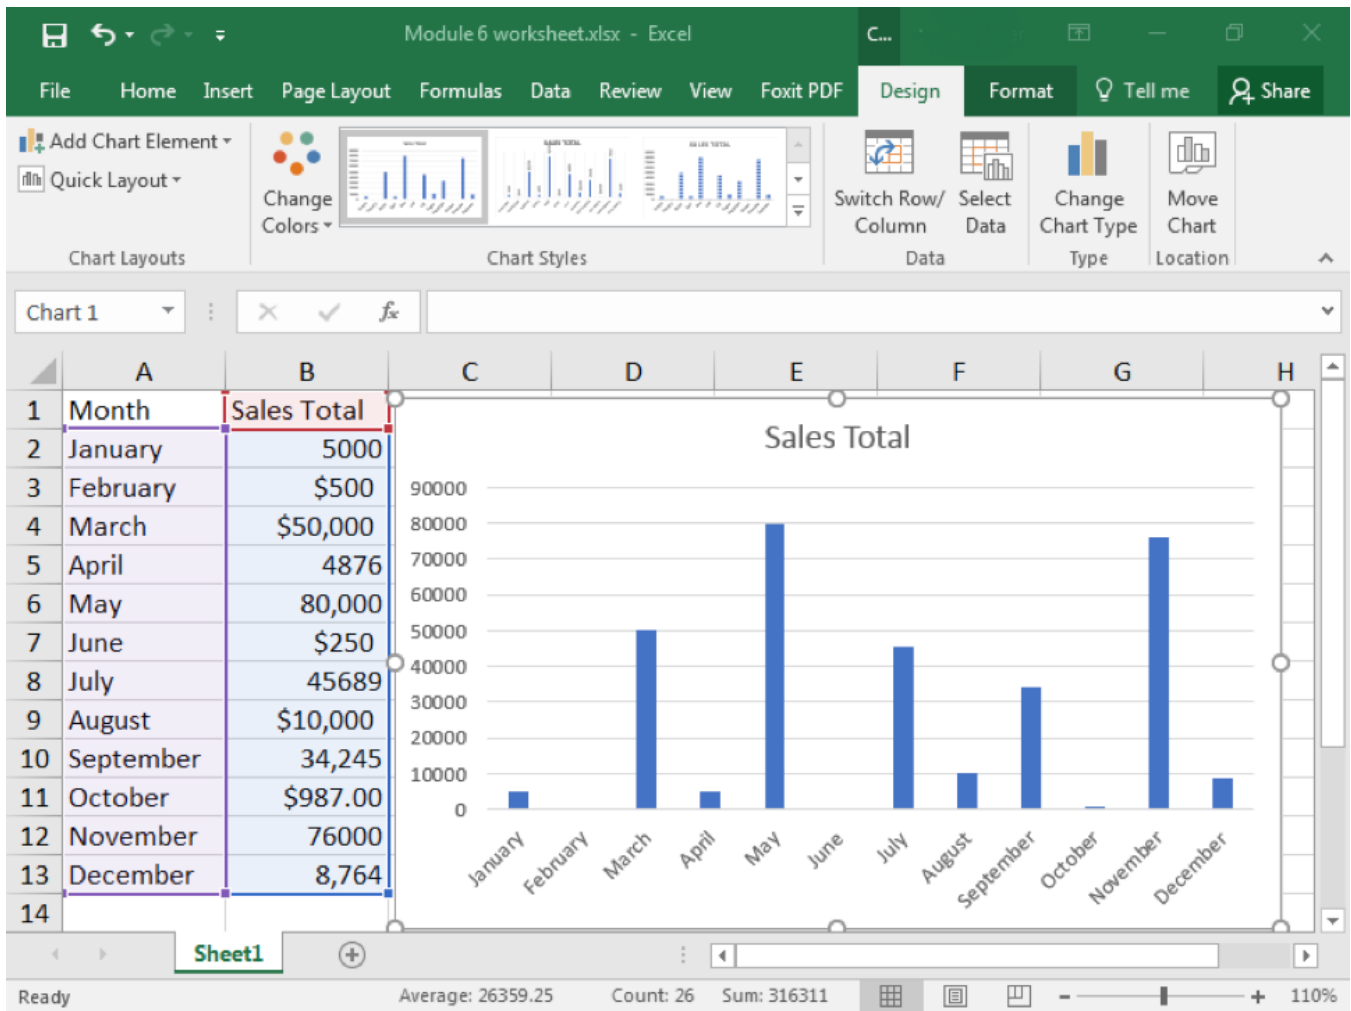 Module 6 worksheet.xlsx - Excel
C...
File Home Insert Page Layout Formulas Data Review View Foxit PDF Design Format Tell me Share
Add Chart Element
Quick Layout
Change
Colors
SALES TOTAL
SALES TOTAL
Switch Row/
Column
Select
Data
Change
Chart Type
Move
Chart
Chart Layouts Chart Styles Data Type Location
Chart 1 fx
A B C D E F G H
1 Month Sales Total
2 January 5000
3 February $500
4 March $50,000
5 April 4876
6 May 80,000
7 June $250
8 July 45689
9 August $10,000
10 September 34,245
11 October $987.00
12 November 76000
13 December 8,764
14
Sales Total
90000
80000
70000
60000
50000
40000
30000
20000
10000
0
January February March April May June July August September October November December
Sheet1
Ready Average: 26359.25 Count: 26 Sum: 316311 110%